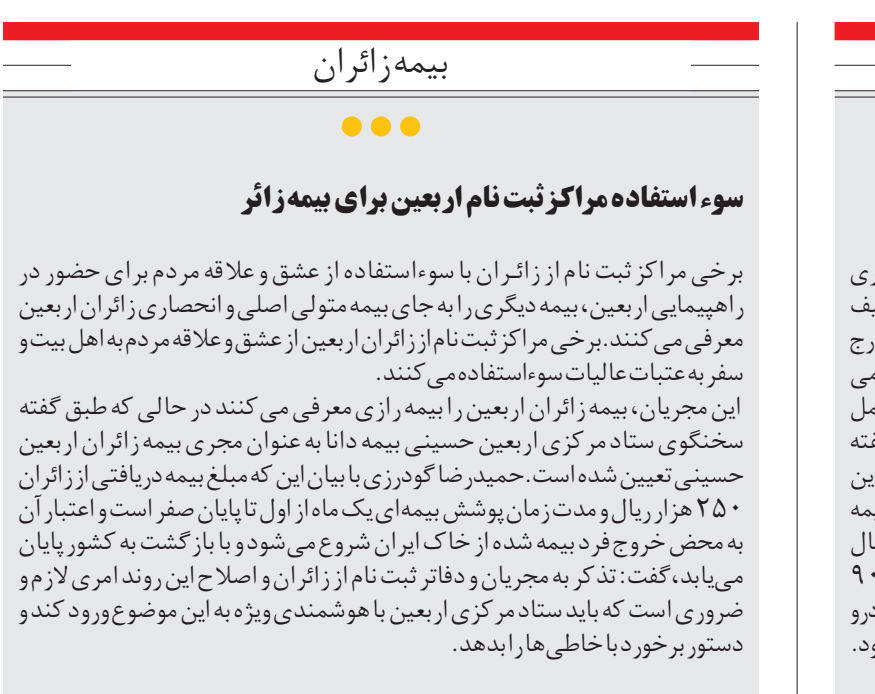 بیمه زائران
سوء استفاده مراکز ثبت نام اربعین برای بیمه زائر
برخی مراکز ثبت نام از زائران با سوءاستفاده از عشق و علاقه مردم برای حضور در
راهپیمایی اربعین، بیمه دیگری را به جای بیمه متولی اصلی و انحصاری زائران اربعین
معرفی می کنند. برخی مراکز ثبت نام از زائران اربعین از عشق و علاقه مردم به اهل بیت و
سفر به عتبات عالیات سوءاستفاده می کنند.
این مجریان، بیمه زائران اربعین را بیمه رازی معرفی می کنند در حالی که طبق گفته
سخنگوی ستاد مرکزی اربعین حسینی بیمه دانا به عنوان مجری بیمه زائران اربعین
حسینی تعیین شده است. حمیدرضا گودرزی با بیان این که مبلغ بیمه دریافتی از زائران
۲۵۰ هزار ریال و مدت زمان پوشش بیمه‌ای یک ماه از اول تا پایان صفر است و اعتبار آن
به محض خروج فرد بیمه شده از خاک ایران شروع می‌شود و با بازگشت به کشور پایان
می‌یابد، گفت: تذکر به مجریان و دفاتر ثبت نام از زائران و اصلاح این روند امری لازم و
ضروری است که باید ستاد مرکزی اربعین با هوشمندی ویژه به این موضوع ورود کند و
دستور برخورد با خاطی ها را بدهد.